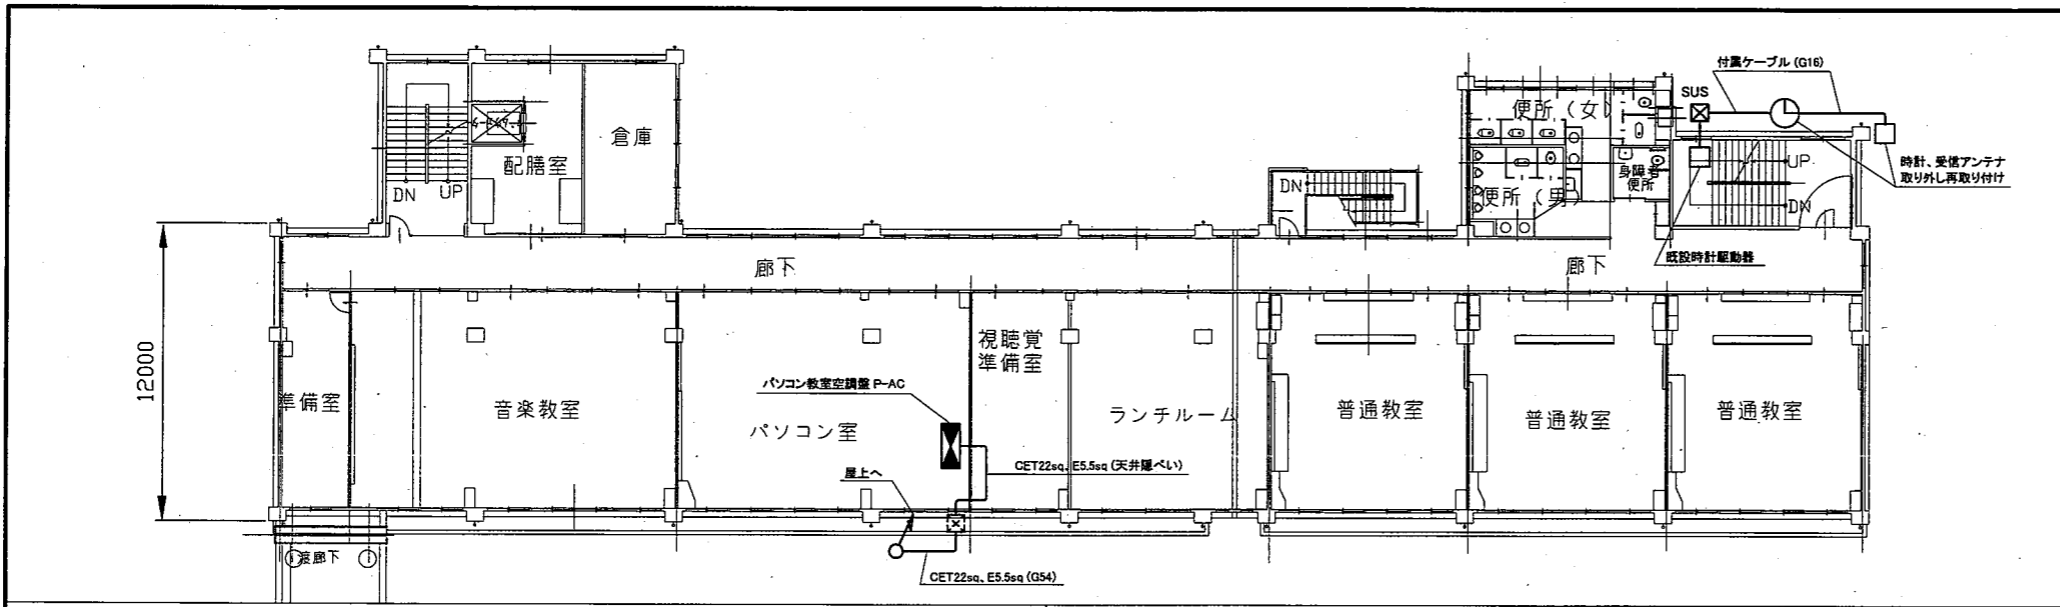 付属ケーブル (G16)
SUS
便所（女）
倉庫
配膳室
時計、受信アンテナ
取り外し再取り付け
UP
身障者
便所
DN
UP
DN
便所（男）
DN
既設時計駆動器
廊下
廊下
12000
視聴覚
準備室
パソコン教室空調盤 P-AC
準備室
音楽教室
パソコン室
ランチルーム
普通教室
普通教室
普通教室
CET22sq、E5.5sq (天井隠ぺい)
屋上へ
渡廊下
CET22sq、E5.5sq (G54)